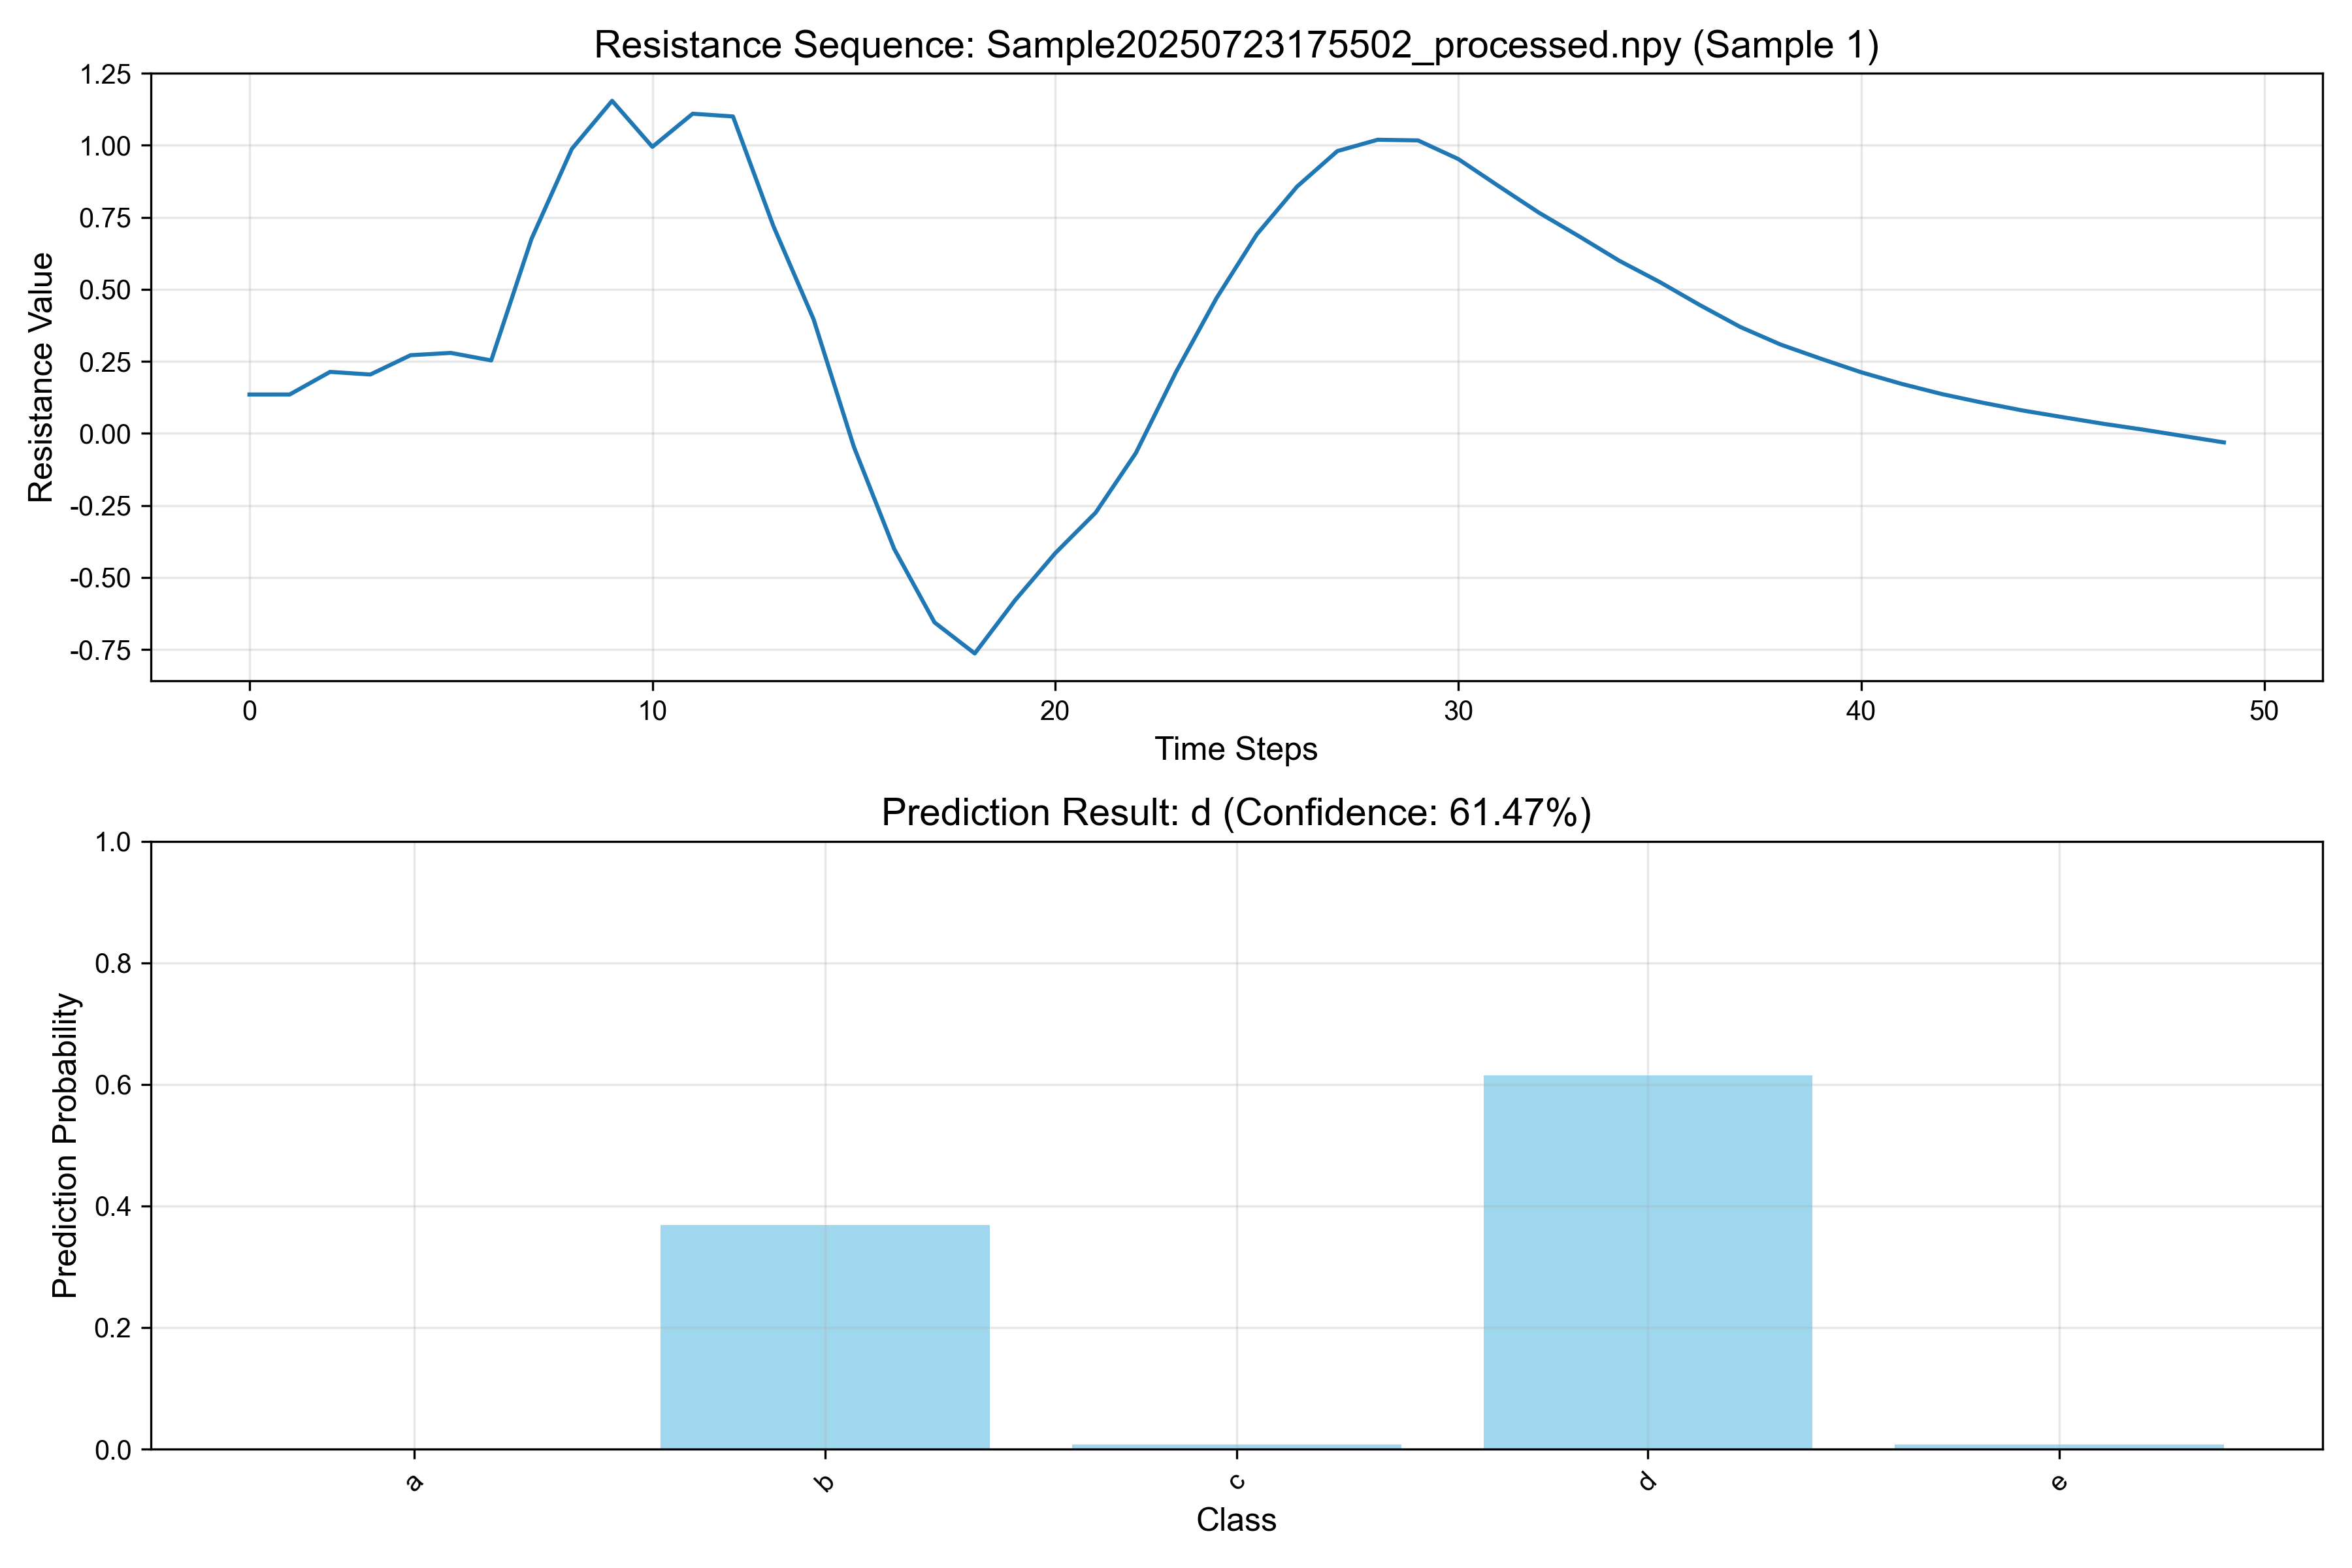 Resistance Sequence: Sample20250723175502_processed.npy (Sample 1)
1.25
1.00
0.75
0.50
0.25
0.00
-0.25
-0.50
-0.75
Resistance Value
0 10 20 30 40 50
Time Steps
Prediction Result: d (Confidence: 61.47%)
1.0
0.8
0.6
0.4
0.2
0.0
Prediction Probability
a b c d e
Class